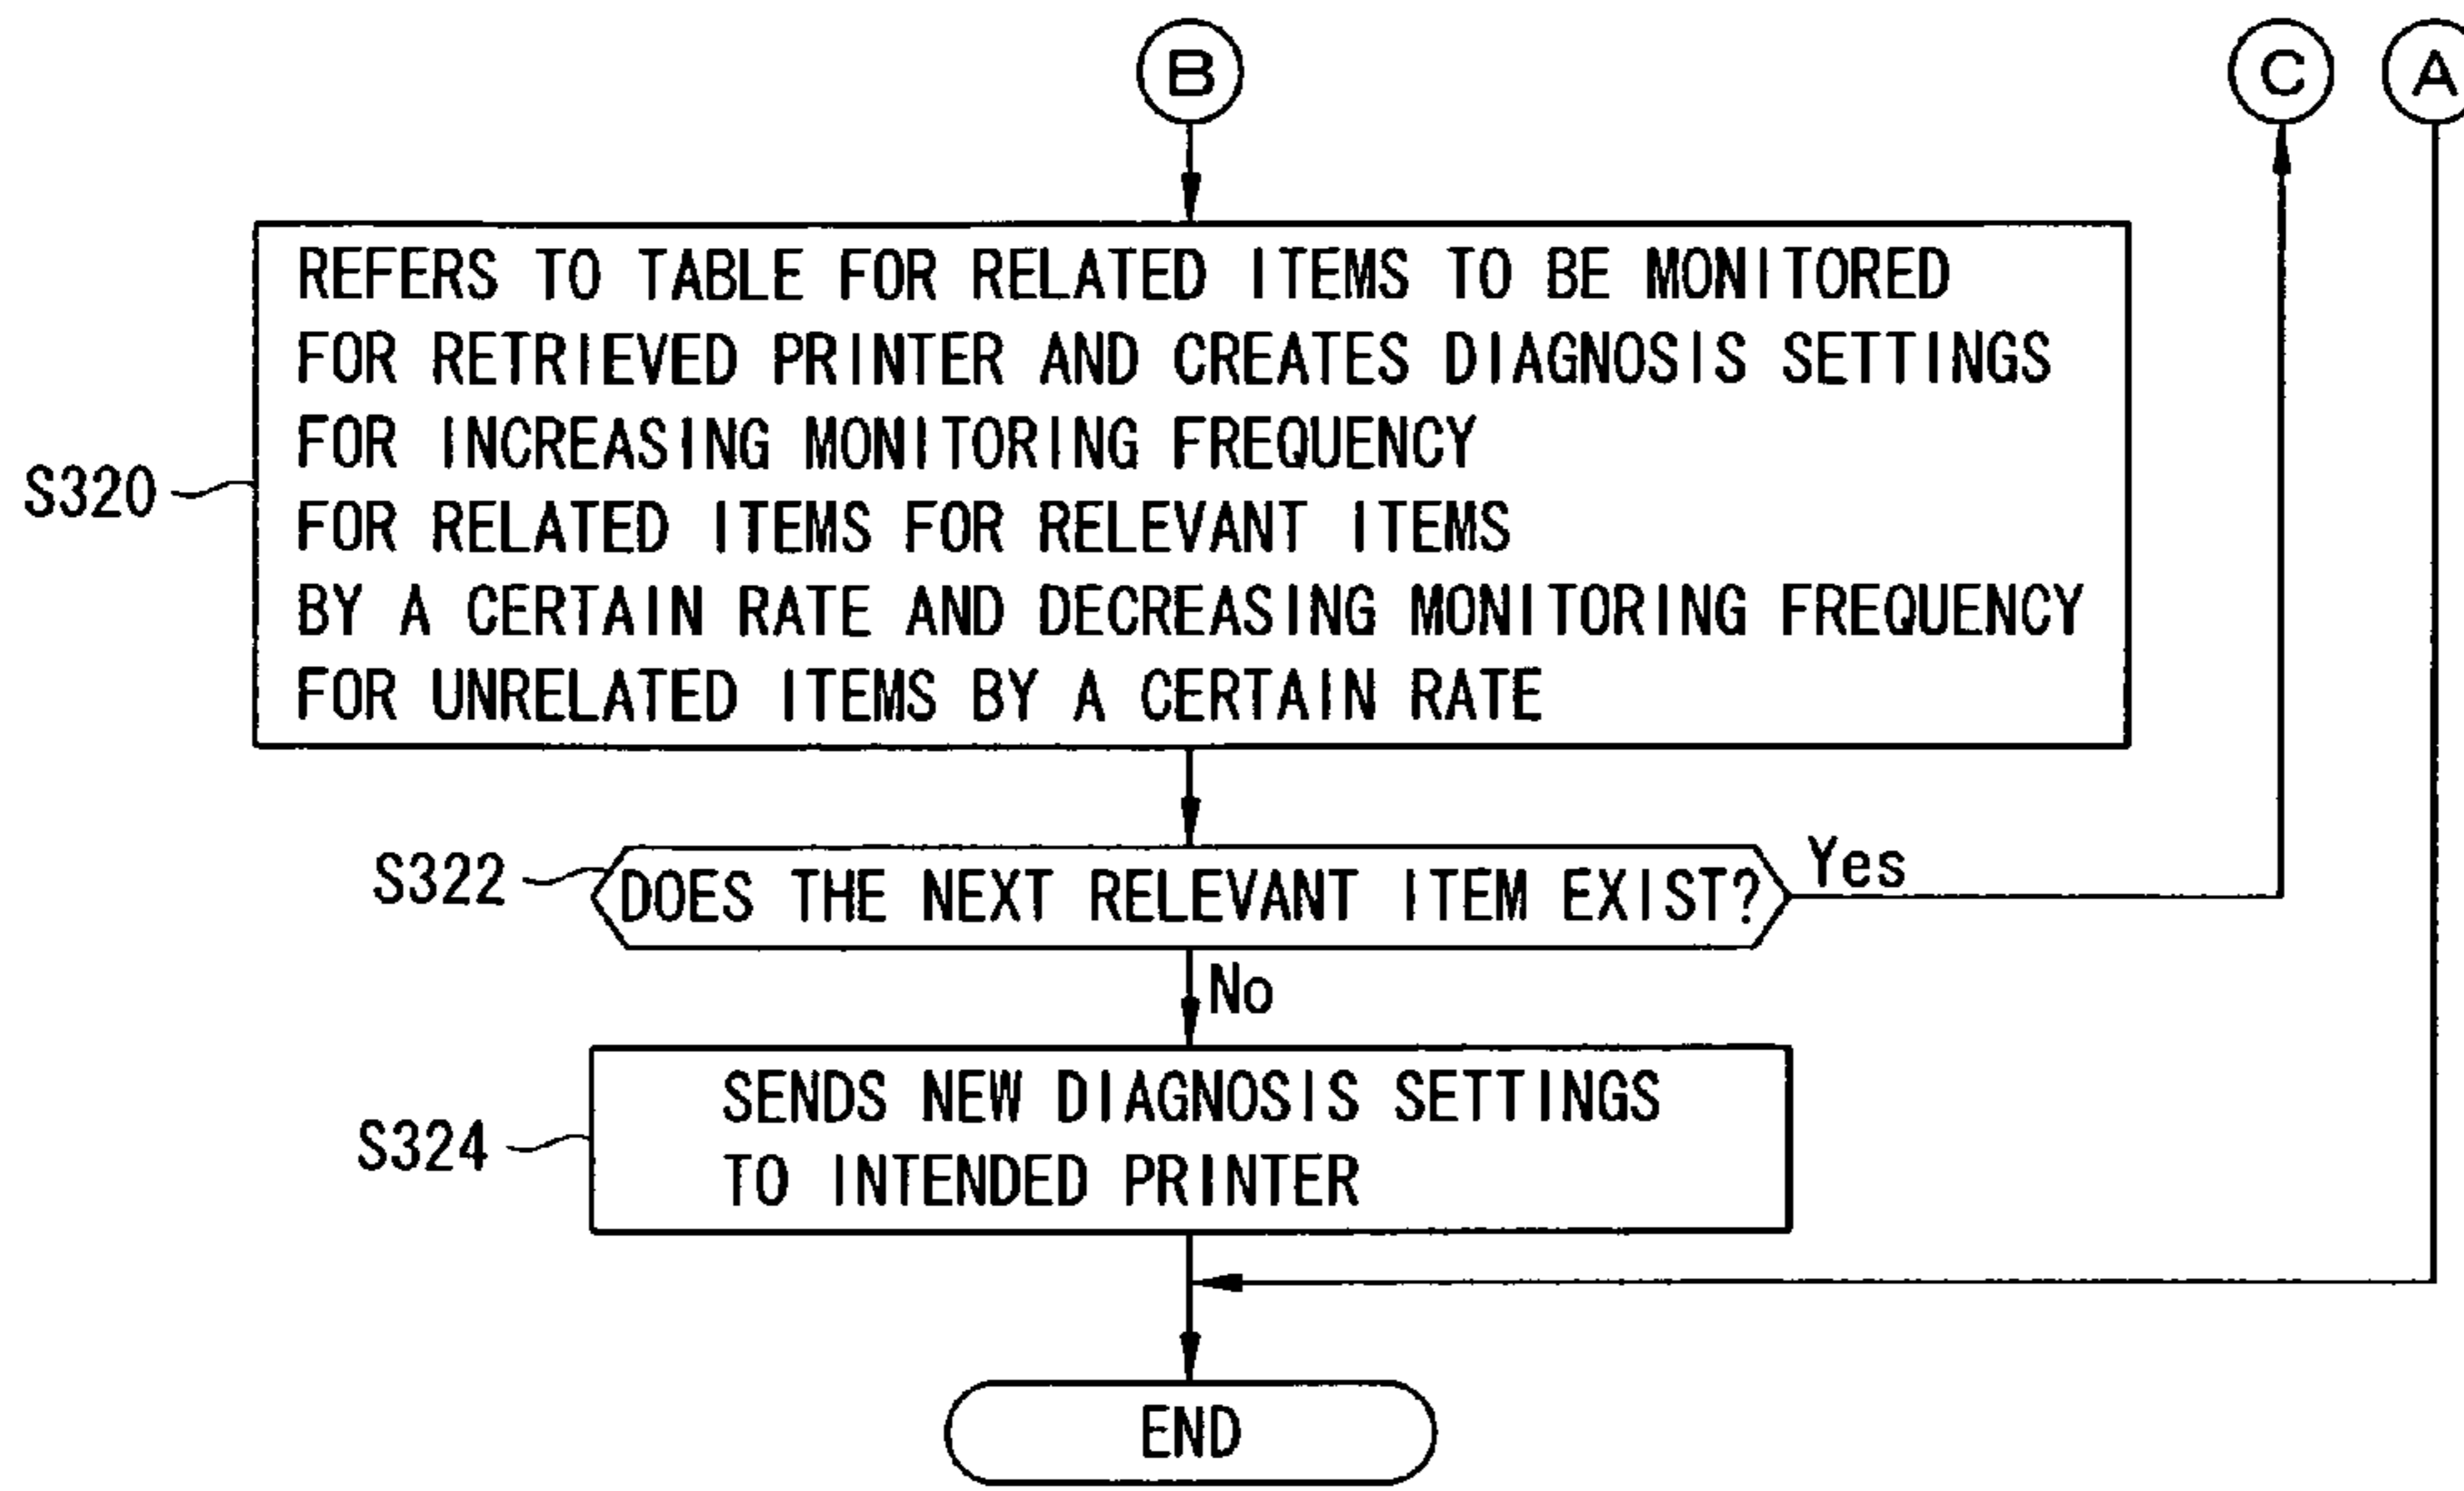 B
C
A
REFERS TO TABLE FOR RELATED ITEMS TO BE MONITORED
FOR RETRIEVED PRINTER AND CREATES DIAGNOSIS SETTINGS
FOR INCREASING MONITORING FREQUENCY
FOR RELATED ITEMS FOR RELEVANT ITEMS
BY A CERTAIN RATE AND DECREASING MONITORING FREQUENCY
FOR UNRELATED ITEMS BY A CERTAIN RATE
S320
S322
DOES THE NEXT RELEVANT ITEM EXIST?
Yes
No
S324
SENDS NEW DIAGNOSIS SETTINGS
TO INTENDED PRINTER
END